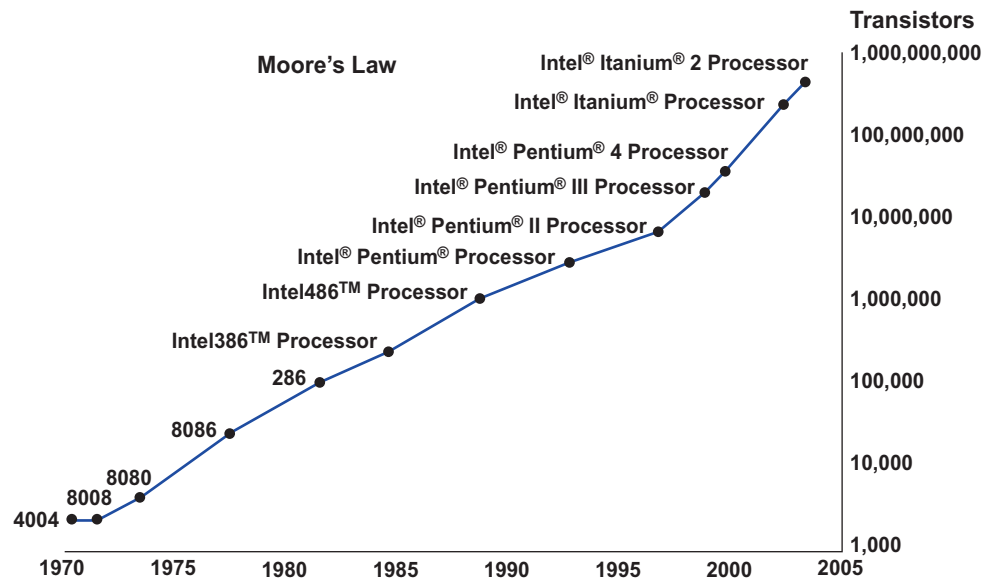 Transistors
Moore's Law
1,000,000,000
Intel® Itanium® 2 Processor
Intel® Itanium® Processor
100,000,000
Intel® Pentium® 4 Processor
Intel® Pentium® III Processor
10,000,000
Intel® Pentium® II Processor
Intel® Pentium® Processor
Intel486™ Processor
1,000,000
Intel386™ Processor
286
100,000
8086
10,000
8080
8008
4004
1,000
1970 1975 1980 1985 1990 1995 2000 2005